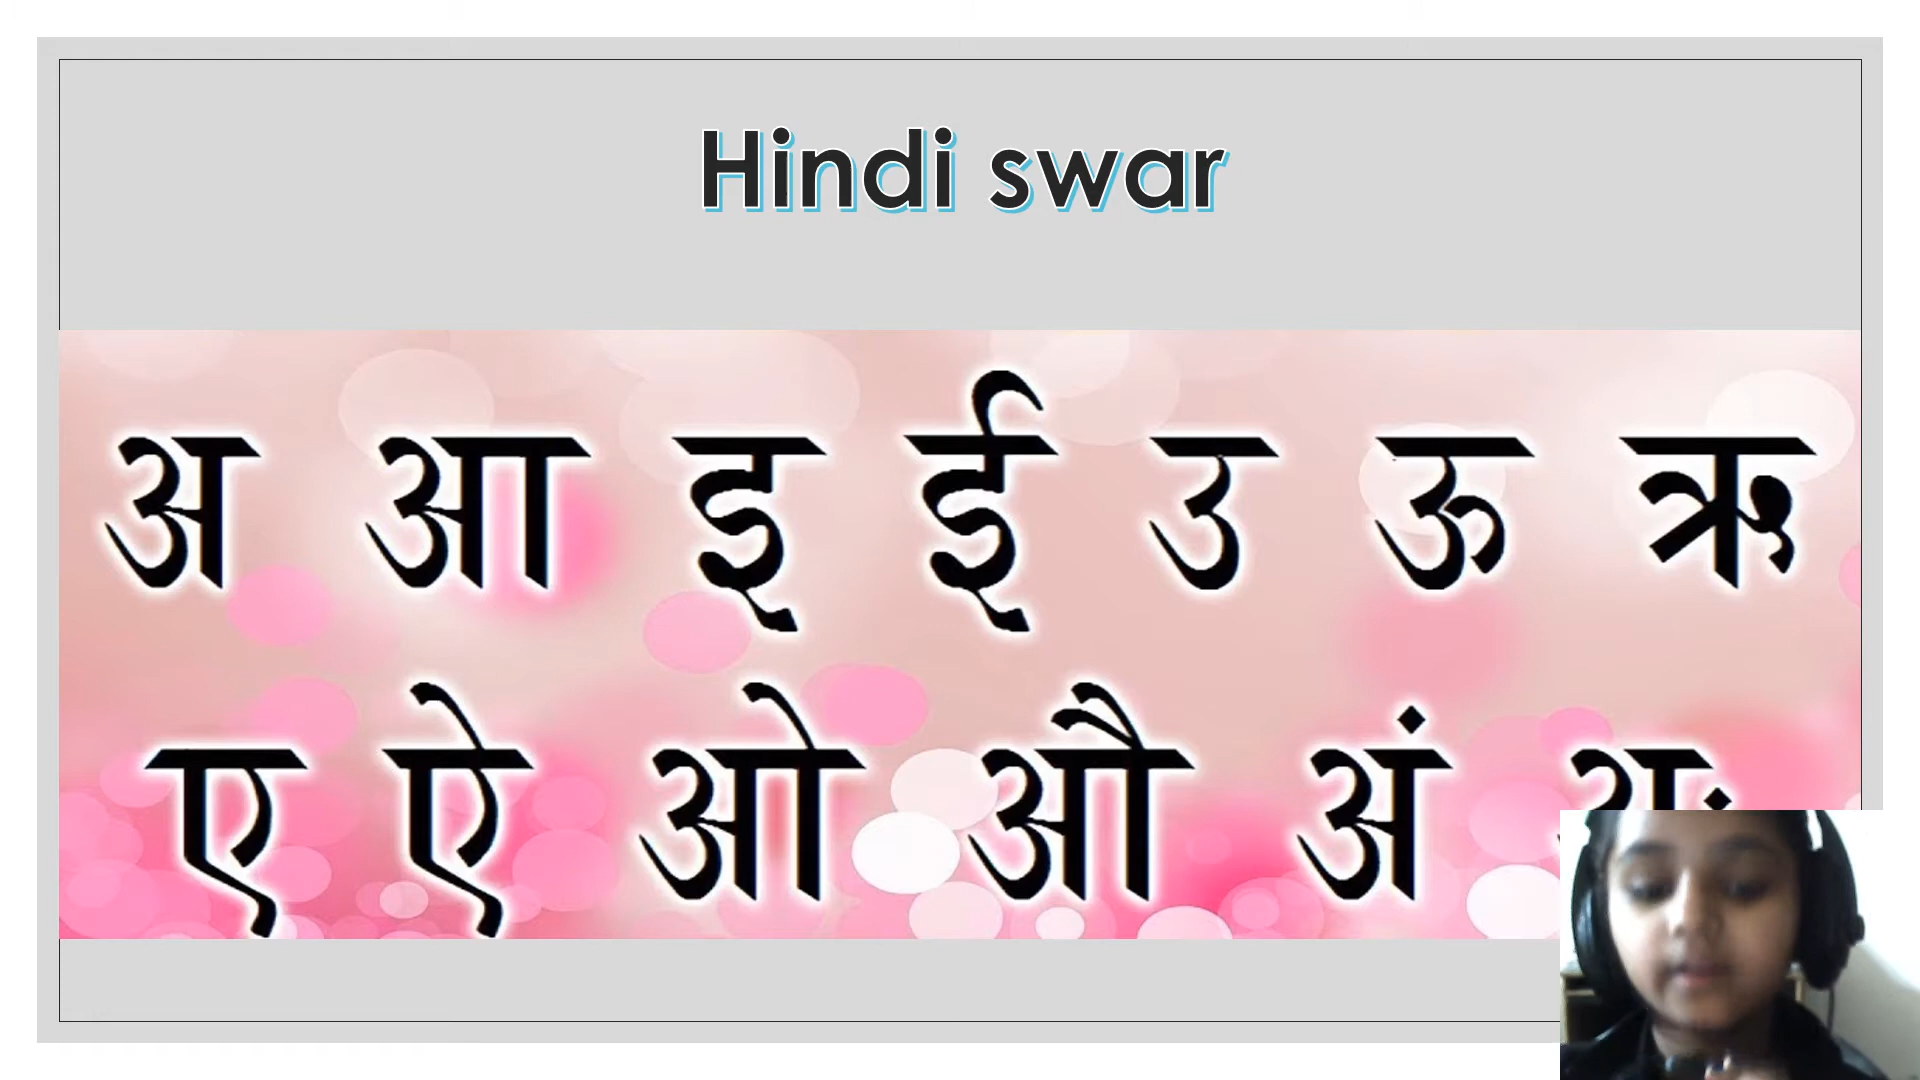 Hindi swar
अ आ इ ई उ ऊ ऋ
ए ऐ ओ औ अं